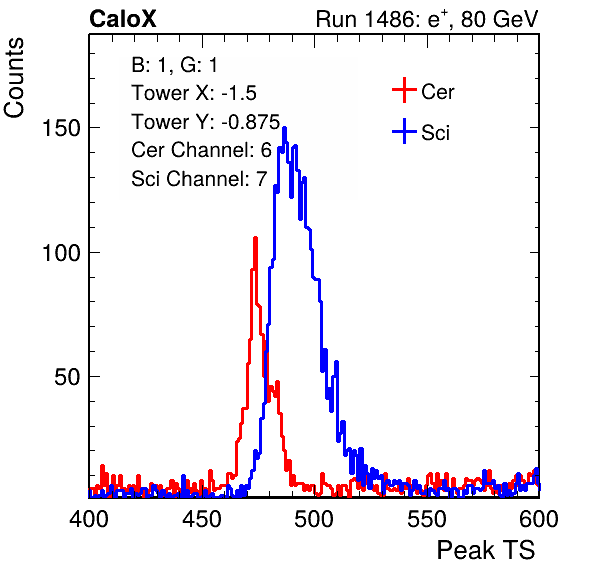 CaloX Run 1486: e⁺, 80 GeV
Counts
B: 1, G: 1
Tower X: -1.5
Tower Y: -0.875
Cer Channel: 6
Sci Channel: 7
Cer
Sci
150
100
50
400 450 500 550 600
Peak TS